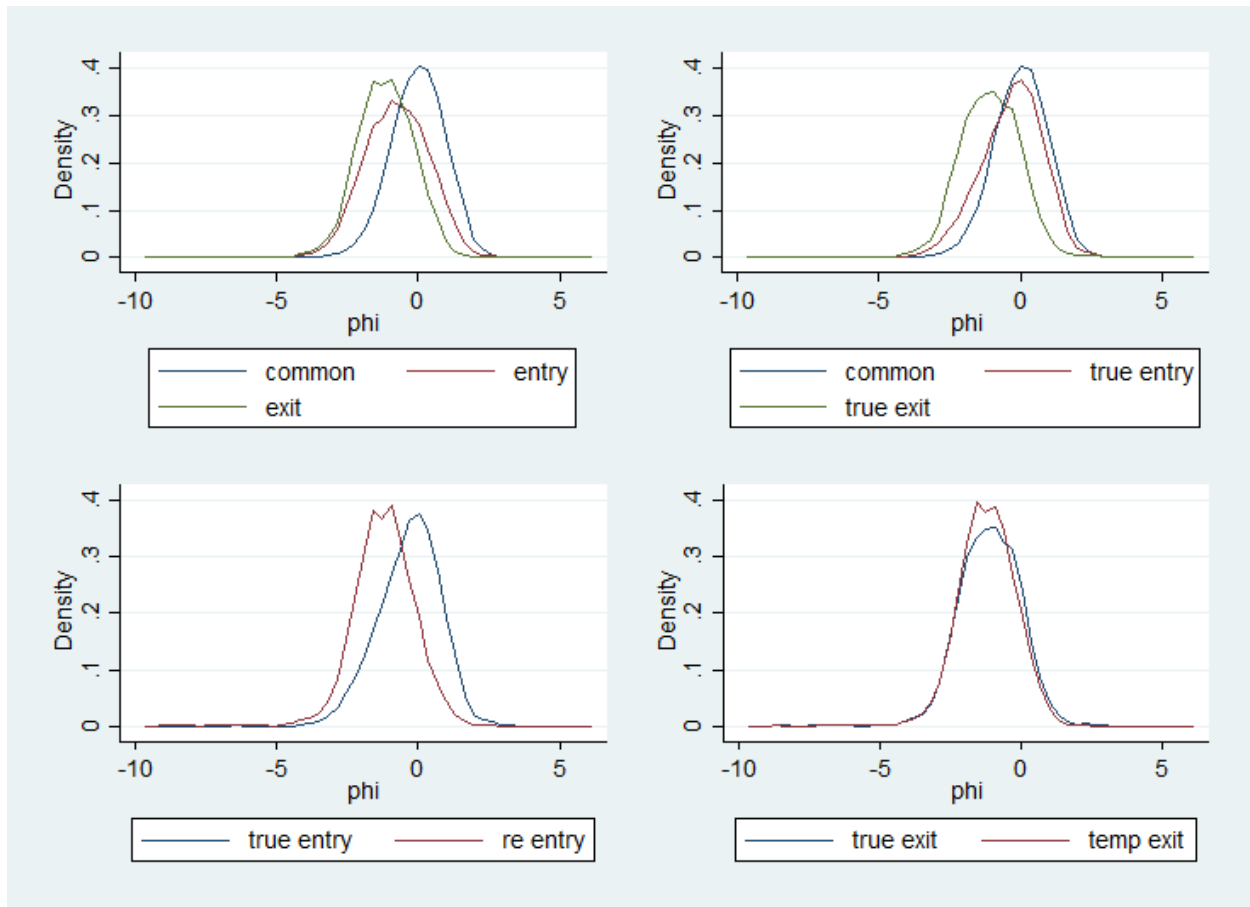 .4
.3
.2
.1
0
Density
-10 -5 0 5
phi
common entry
exit
.4
.3
.2
.1
0
Density
-10 -5 0 5
phi
common true entry
true exit
.4
.3
.2
.1
0
Density
-10 -5 0 5
phi
true entry re entry
.4
.3
.2
.1
0
Density
-10 -5 0 5
phi
true exit temp exit